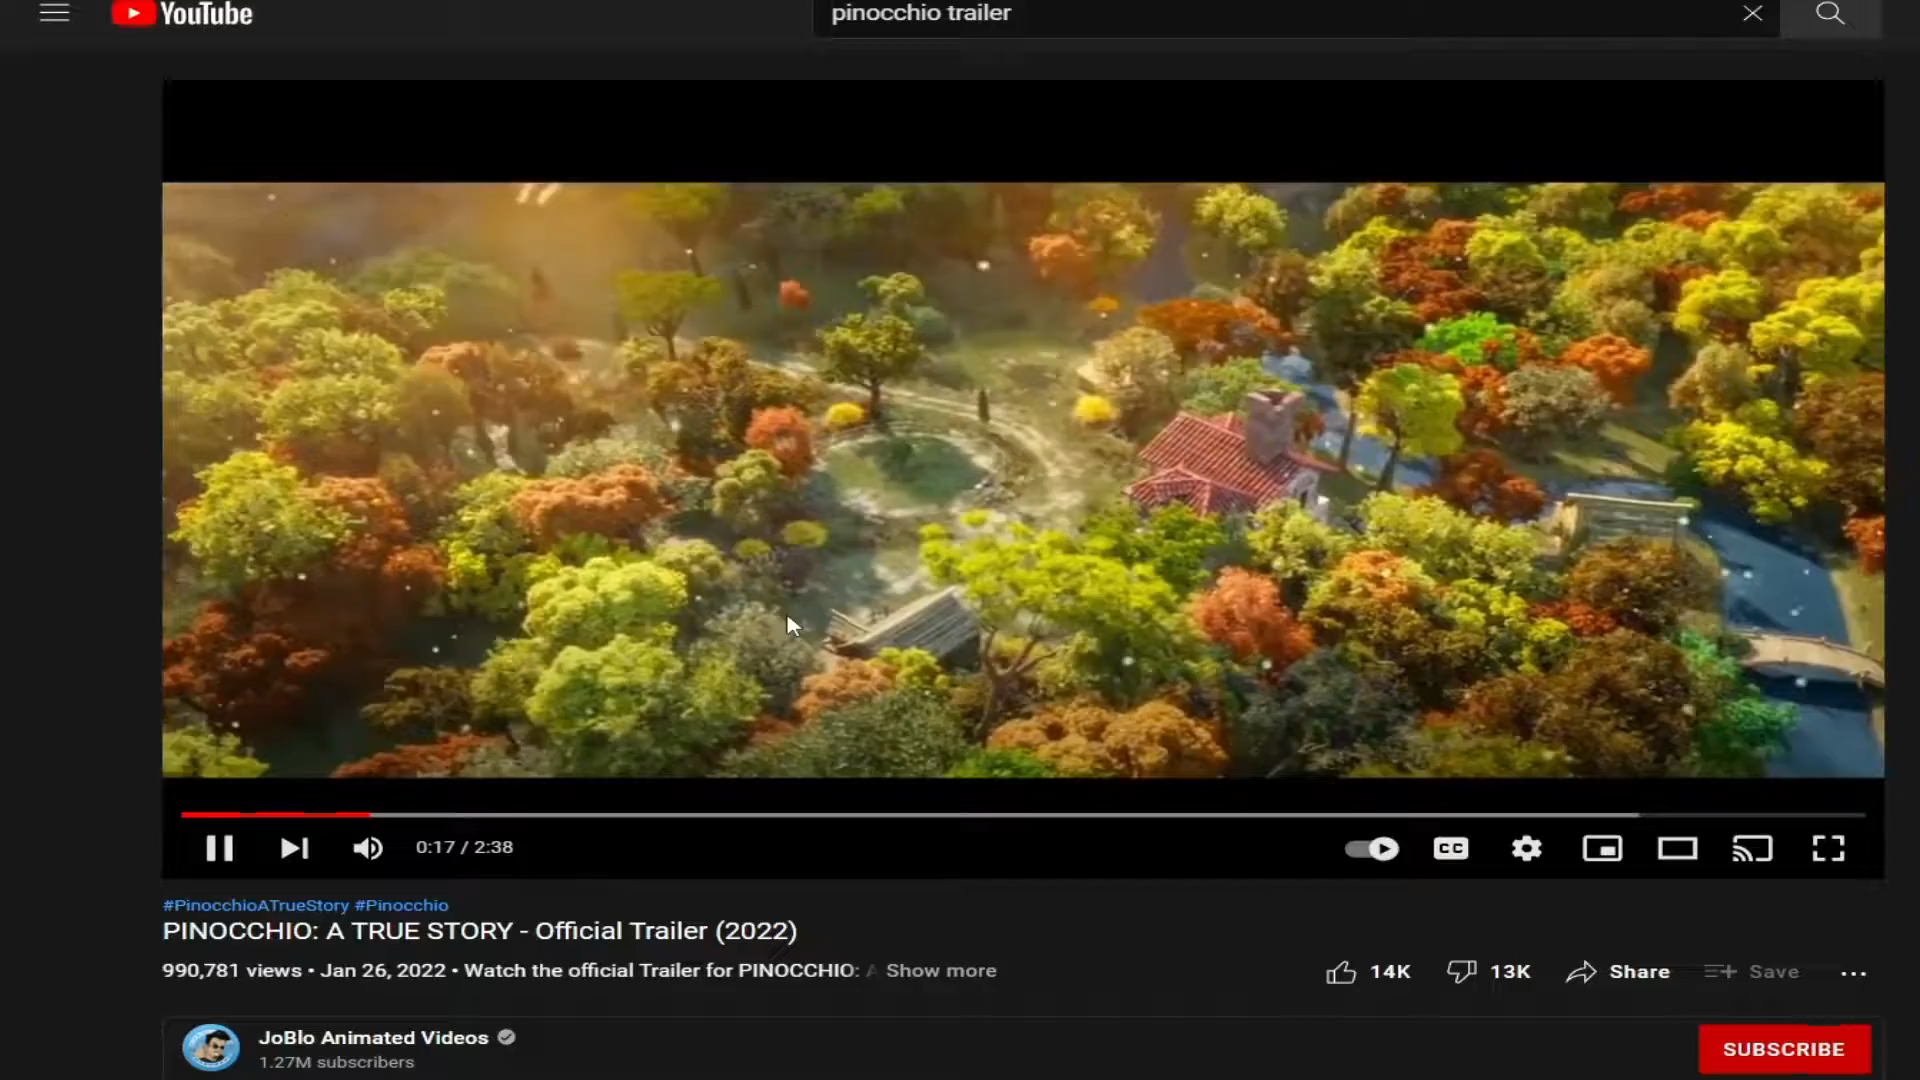 YouTube
pinocchio trailer
0:17 / 2:38
CC
#PinocchioATrueStory #Pinocchio
PINOCCHIO: A TRUE STORY - Official Trailer (2022)
990,781 views • Jan 26, 2022 • Watch the official Trailer for PINOCCHIO: A Show more
14K 13K Share Save
JoBlo Animated Videos
1.27M subscribers
SUBSCRIBE